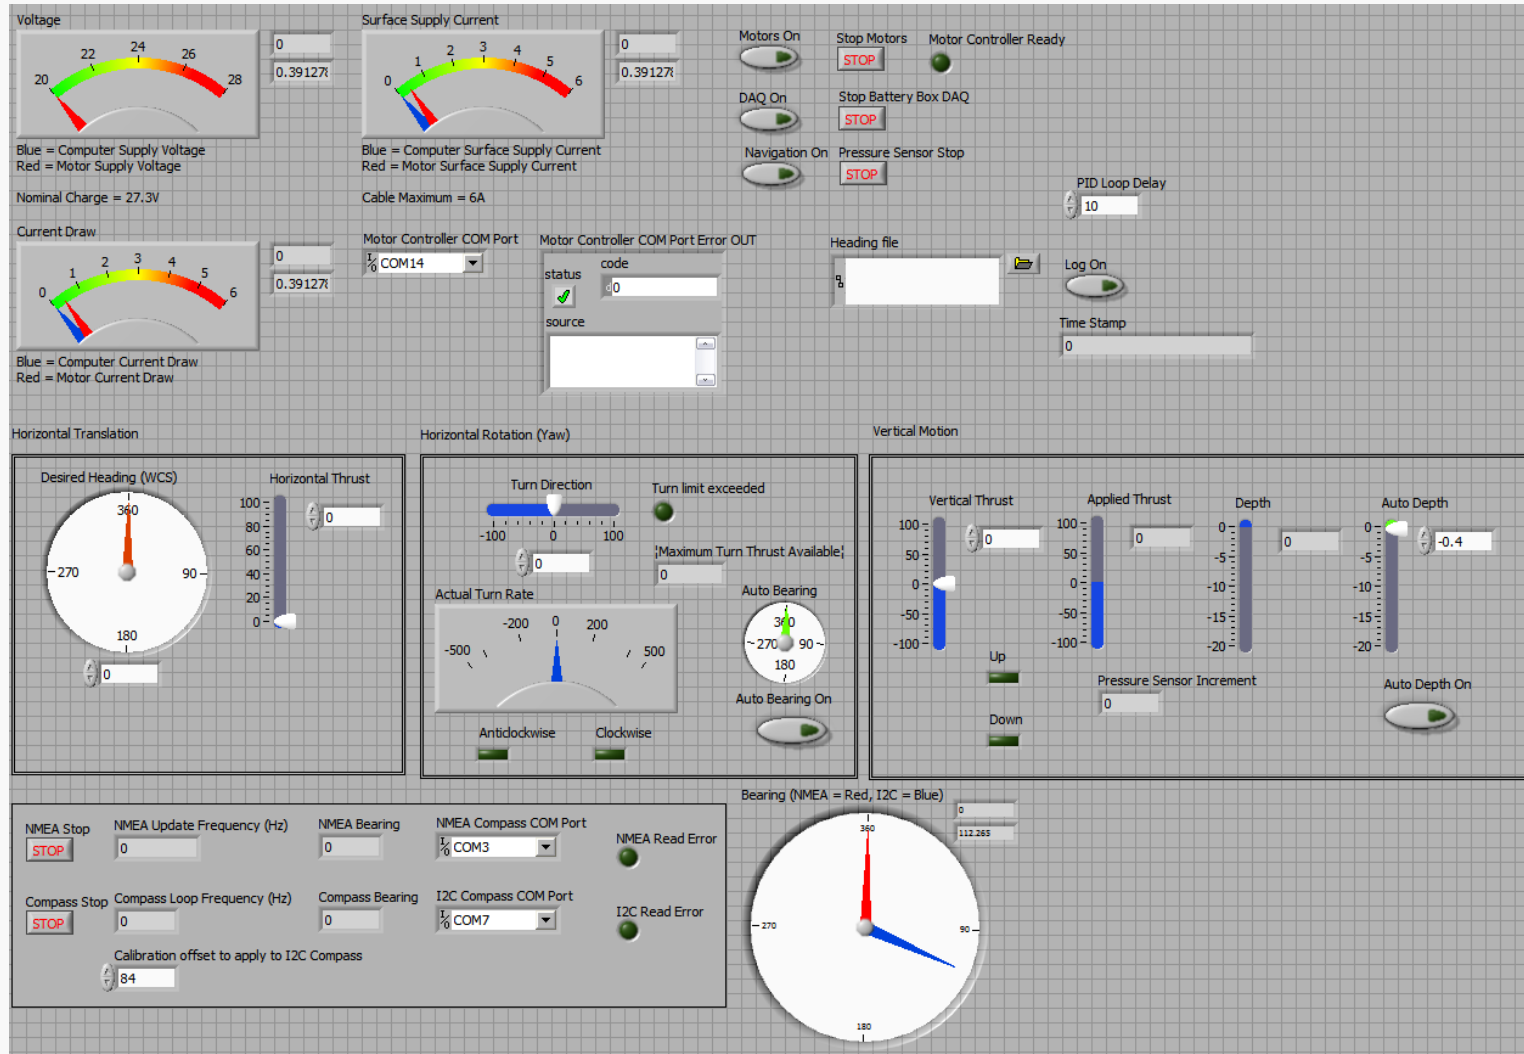 Voltage
20 22 24 26 28
0
0.391278
Blue = Computer Supply Voltage
Red = Motor Supply Voltage
Nominal Charge = 27.3V
Surface Supply Current
0 1 2 3 4 5 6
0
0.391278
Blue = Computer Surface Supply Current
Red = Motor Surface Supply Current
Cable Maximum = 6A
Motors On
Stop Motors
STOP
Motor Controller Ready
DAQ On
Stop Battery Box DAQ
STOP
Navigation On
Pressure Sensor Stop
STOP
PID Loop Delay
10
Current Draw
0 1 2 3 4 5 6
0
0.391278
Blue = Computer Current Draw
Red = Motor Current Draw
Motor Controller COM Port
COM14
Motor Controller COM Port Error OUT
status
code
d0
source
Heading file
Log On
Time Stamp
0
Horizontal Translation
Desired Heading (WCS)
360
270
90
180
0
Horizontal Thrust
100
80
60
40
20
0
0
Horizontal Rotation (Yaw)
Turn Direction
-100 0 100
0
Turn limit exceeded
|Maximum Turn Thrust Available|
0
Actual Turn Rate
-500 -200 0 200 500
Auto Bearing
360
270
90
180
Auto Bearing On
Anticlockwise
Clockwise
Vertical Motion
Vertical Thrust
100
50
0
-50
-100
0
Up
Down
Applied Thrust
100
50
0
-50
-100
0
Pressure Sensor Increment
0
Depth
0
-5
-10
-15
-20
0
Auto Depth
0
-5
-10
-15
-20
-0.4
Auto Depth On
NMEA Stop
STOP
NMEA Update Frequency (Hz)
0
NMEA Bearing
0
NMEA Compass COM Port
COM3
NMEA Read Error
Compass Stop
STOP
Compass Loop Frequency (Hz)
0
Compass Bearing
0
I2C Compass COM Port
COM7
I2C Read Error
Calibration offset to apply to I2C Compass
84
Bearing (NMEA = Red, I2C = Blue)
0
112.265
360
270
90
180